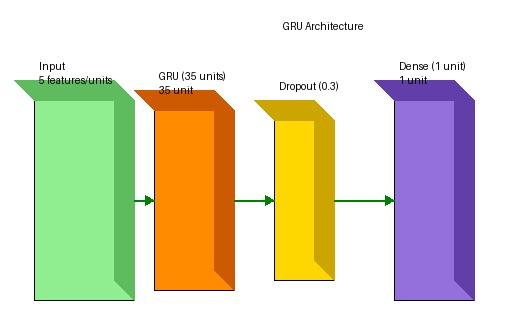 GRU Architecture
Input
5 features/units
GRU (35 units)
35 unit
Dropout (0.3)
Dense (1 unit)
1 unit